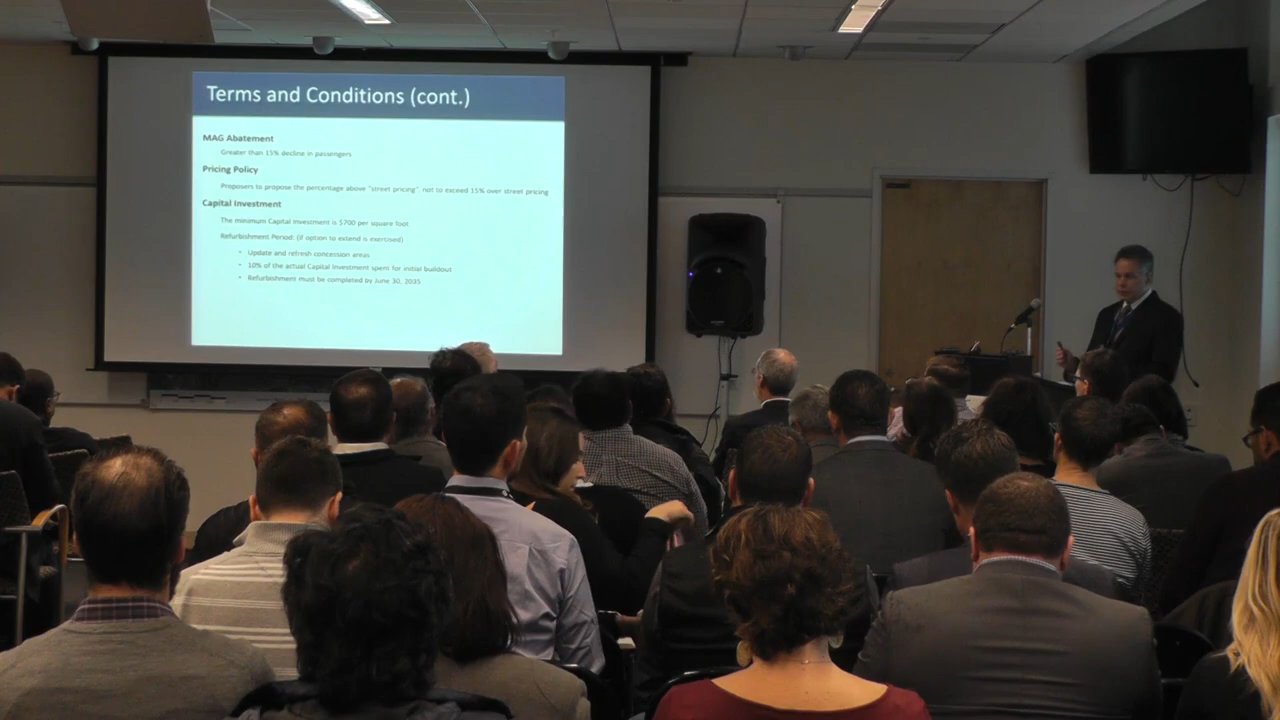 Terms and Conditions (cont.)
MAG Abatement
Greater than 15% decline in passengers
Pricing Policy
Proposers to propose the percentage above "street pricing" not to exceed 15% over street pricing
Capital Investment
The minimum Capital Investment is $700 per square foot
Refurbishment Period: (if option to extend is exercised)
• Update and refresh concession areas
• 10% of the actual Capital Investment spent for initial buildout
• Refurbishment must be completed by June 30, 2035